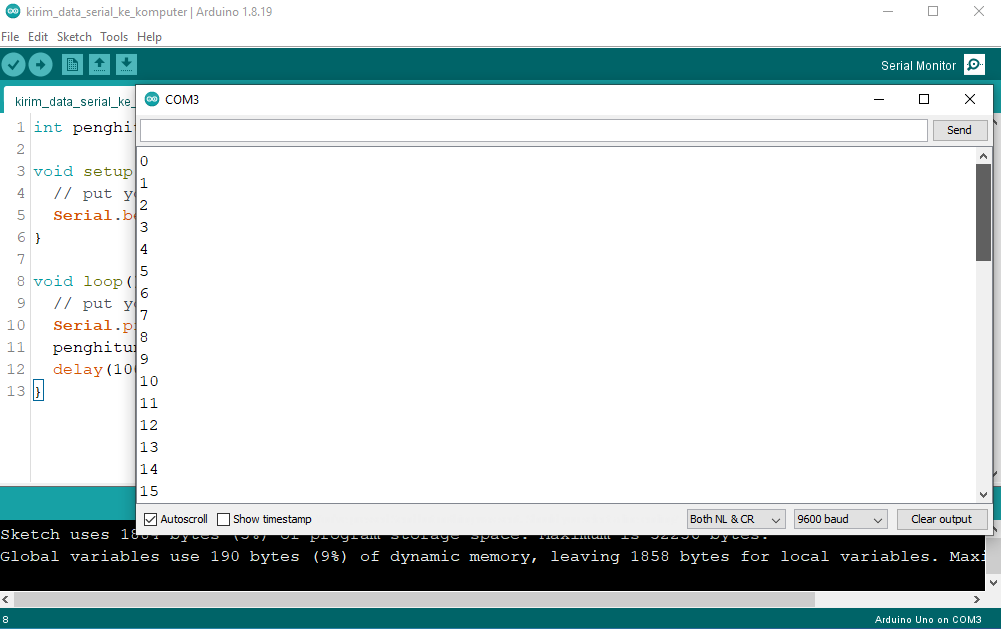 kirim_data_serial_ke_komputer | Arduino 1.8.19
File Edit Sketch Tools Help
Serial Monitor
kirim_data_serial_ke_
COM3
Send
1 int penghi
2
3 void setup
4 // put y
5 Serial.b
6 }
7
8 void loop(
9 // put y
10 Serial.p
11 penghitu
12 delay(10
13 }
0
1
2
3
4
5
6
7
8
9
10
11
12
13
14
15
Autoscroll Show timestamp Both NL & CR 9600 baud Clear output
Sketch uses bytes of program storage space. Maximum is bytes.
Global variables use 190 bytes (9%) of dynamic memory, leaving 1858 bytes for local variables. Maxi
8 Arduino Uno on COM3